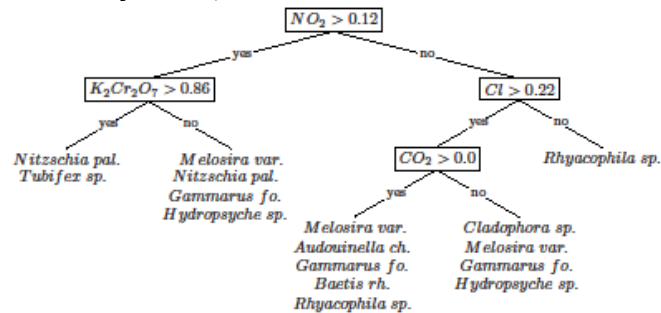 NO₂ > 0.12
yes
no
K₂Cr₂O₇ > 0.86
Cl > 0.22
yes
no
yes
no
Nitzschia pal.
Tubifex sp.
Melosira var.
Nitzschia pal.
Gammarus fo.
Hydropsyche sp.
CO₂ > 0.0
Rhyacophila sp.
yes
no
Melosira var.
Audouinella ch.
Gammarus fo.
Baetis rh.
Rhyacophila sp.
Cladophora sp.
Melosira var.
Gammarus fo.
Hydropsyche sp.